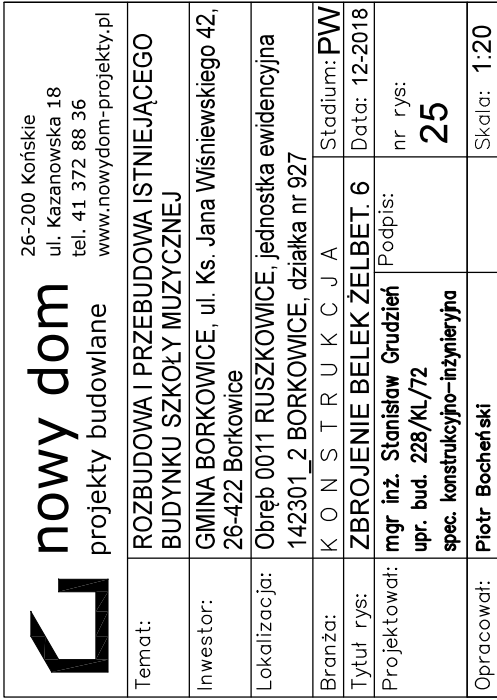 nowy dom
projekty budowlane
26-200 Końskie
ul. Kazanowska 18
tel. 41 372 88 36
www.nowydom-projekty.pl
Temat:
ROZBUDOWA I PRZEBUDOWA ISTNIEJĄCEGO
BUDYNKU SZKOŁY MUZYCZNEJ
Inwestor:
GMINA BORKOWICE, ul. Ks. Jana Wiśniewskiego 42,
26-422 Borkowice
Lokalizacja:
Obręb 0011 RUSZKOWICE, jednostka ewidencyjna
142301_2 BORKOWICE, działka nr 927
Branża: K O N S T R U K C J A Stadium: PW
Tytuł rys: ZBROJENIE BELEK ŻELBET. 6 Data: 12-2018
Projektował:
mgr inż. Stanisław Grudzień
upr. bud. 228/KL/72
spec. konstrukcyjno-inżynieryjna
Podpis:
nr rys:
25
Opracował: Piotr Bocheński Skala: 1:20